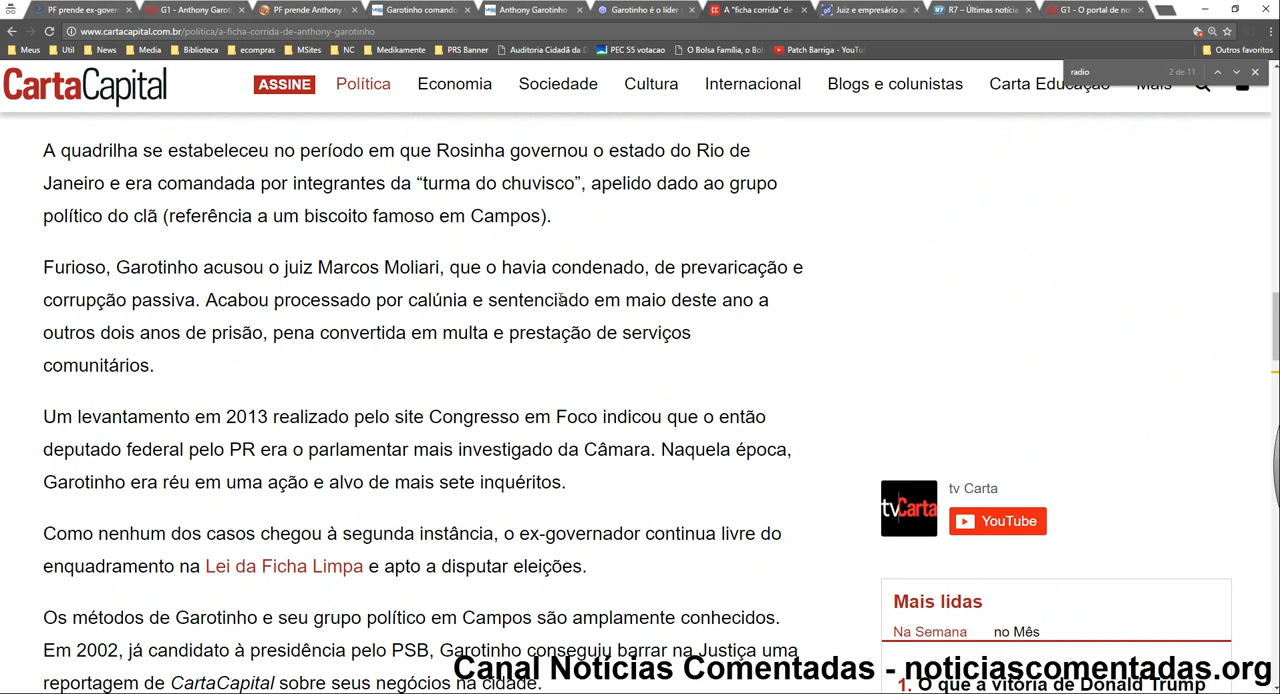 PF prende ex-govern
G1 - Anthony Garoti
PF prende Anthony
Garotinho comando
Anthony Garotinho
Garotinho é o líder
A "ficha corrida" de
Juiz e empresário ac
R7 – Últimas notícia
G1 - O portal de not
www.cartacapital.com.br/politica/a-ficha-corrida-de-anthony-garotinho
Meus
Util
News
Media
Biblioteca
ecompras
MSites
NC
Medikamente
PRS Banner
Auditoria Cidadã da D
PEC 55 votacao
O Bolsa Família, o Bol
Patch Barriga - YouTu
Outros favoritos
radio 2 de 11
CartaCapital
ASSINE Política Economia Sociedade Cultura Internacional Blogs e colunistas Carta Educação Mais
A quadrilha se estabeleceu no período em que Rosinha governou o estado do Rio de
Janeiro e era comandada por integrantes da “turma do chuvisco”, apelido dado ao grupo
político do clã (referência a um biscoito famoso em Campos).
Furioso, Garotinho acusou o juiz Marcos Moliari, que o havia condenado, de prevaricação e
corrupção passiva. Acabou processado por calúnia e sentenciado em maio deste ano a
outros dois anos de prisão, pena convertida em multa e prestação de serviços
comunitários.
Um levantamento em 2013 realizado pelo site Congresso em Foco indicou que o então
deputado federal pelo PR era o parlamentar mais investigado da Câmara. Naquela época,
Garotinho era réu em uma ação e alvo de mais sete inquéritos.
Como nenhum dos casos chegou à segunda instância, o ex-governador continua livre do
enquadramento na Lei da Ficha Limpa e apto a disputar eleições.
Os métodos de Garotinho e seu grupo político em Campos são amplamente conhecidos.
Em 2002, já candidato à presidência pelo PSB, Garotinho conseguiu barrar na Justiça uma
reportagem de CartaCapital sobre seus negócios na cidade.
tvCarta
tv Carta
YouTube
Mais lidas
Na Semana no Mês
1. O que a vitória de Donald Trump
Canal Notícias Comentadas - noticiascomentadas.org